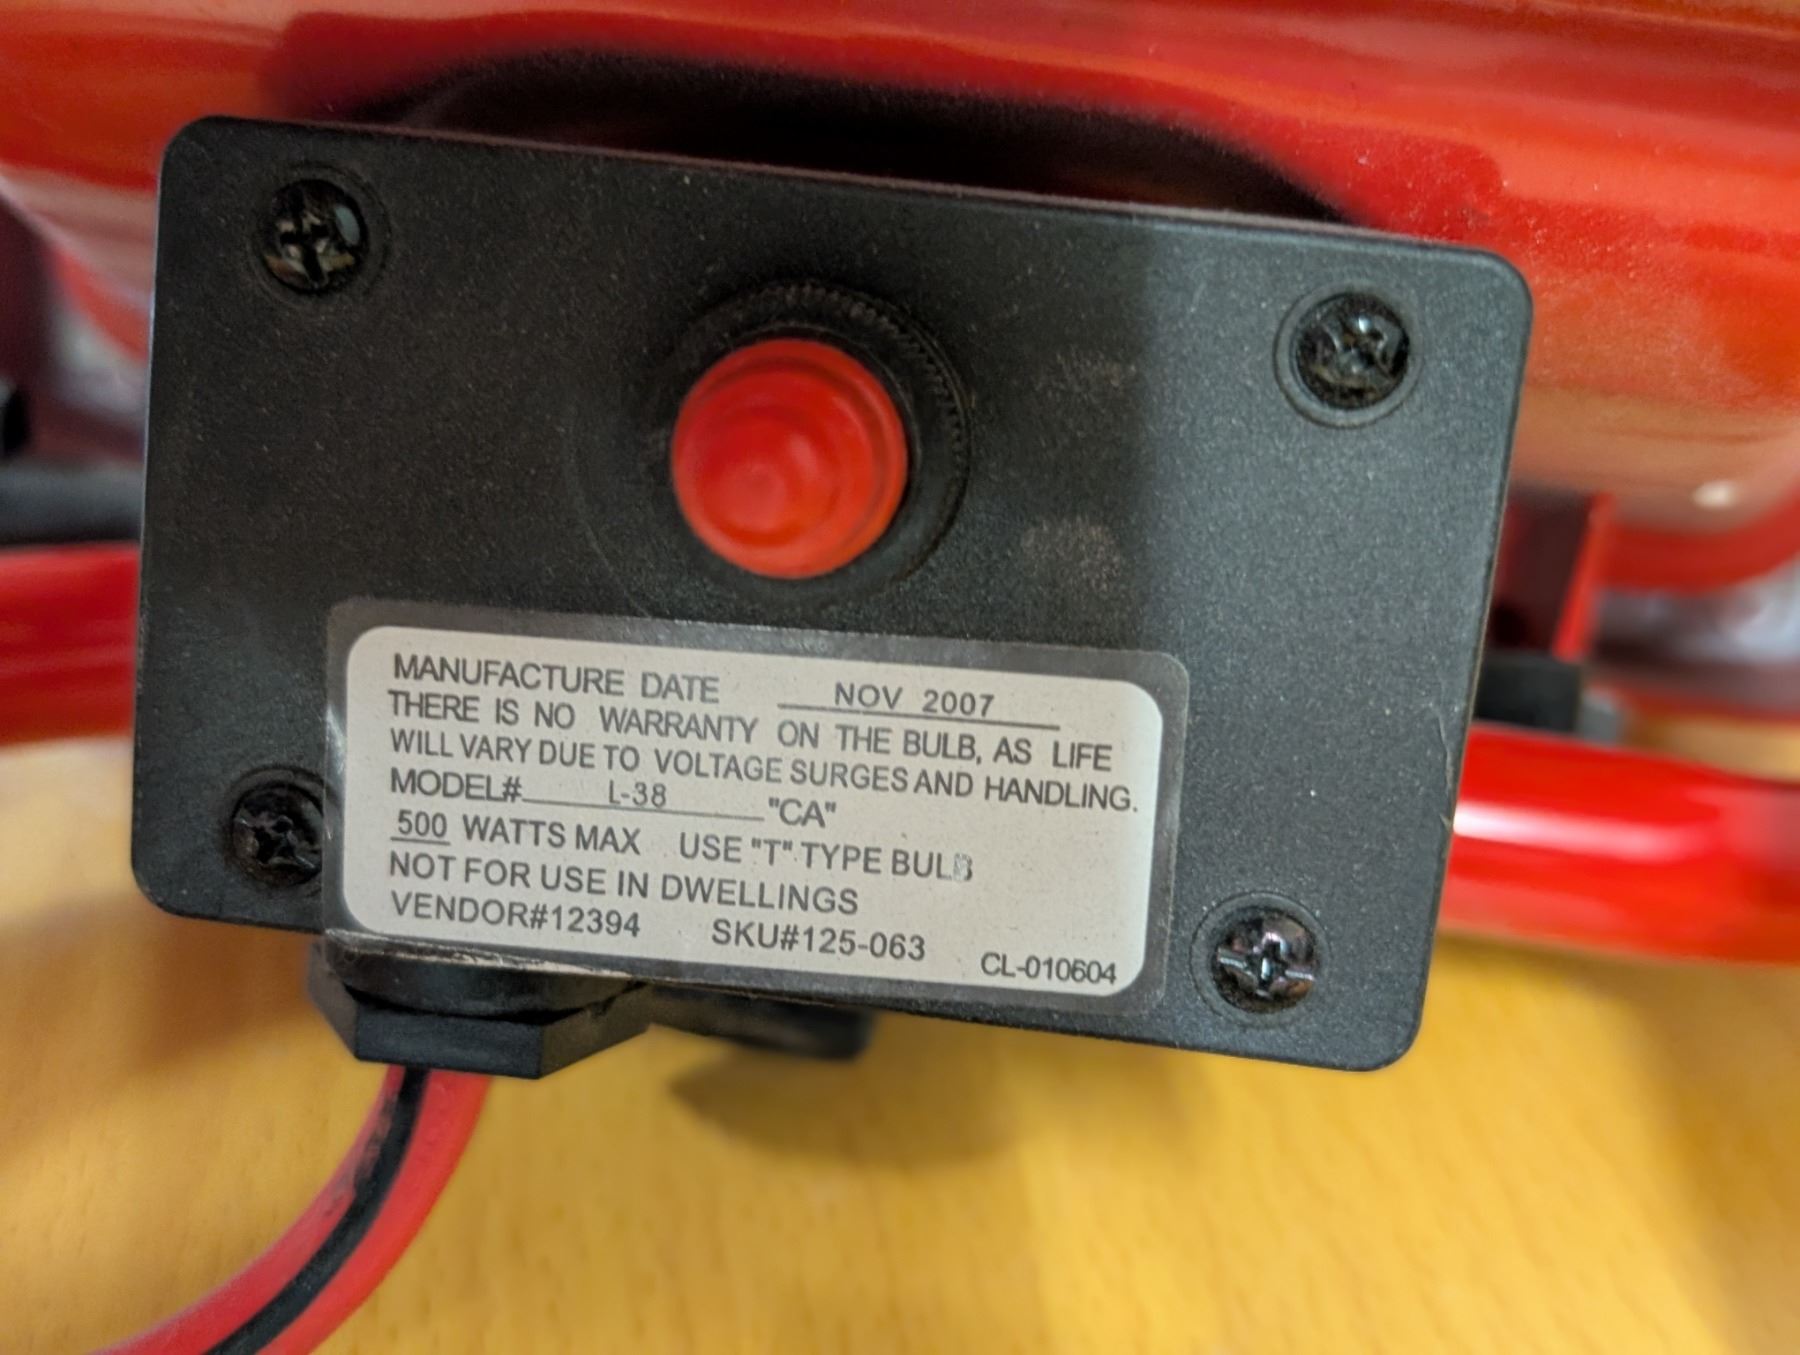 MANUFACTURE DATE NOV 2007
THERE IS NO WARRANTY ON THE BULB, AS LIFE
WILL VARY DUE TO VOLTAGE SURGES AND HANDLING.
MODEL# L-38 "CA"
500 WATTS MAX USE "T" TYPE BULB
NOT FOR USE IN DWELLINGS
VENDOR#12394 SKU#125-063 CL-010604